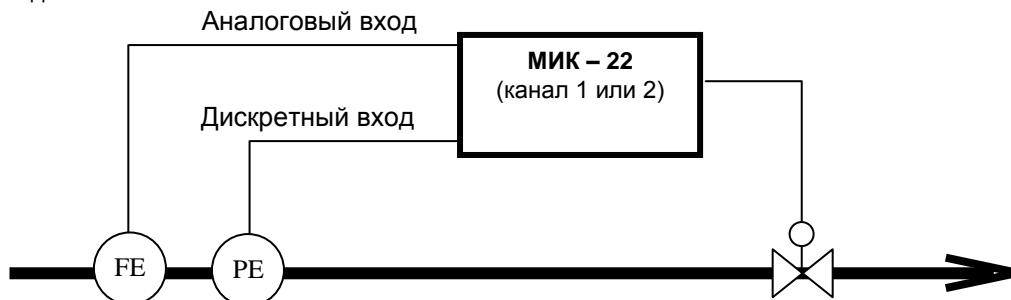 Аналоговый вход
МИК – 22
(канал 1 или 2)
Дискретный вход
FE
PE